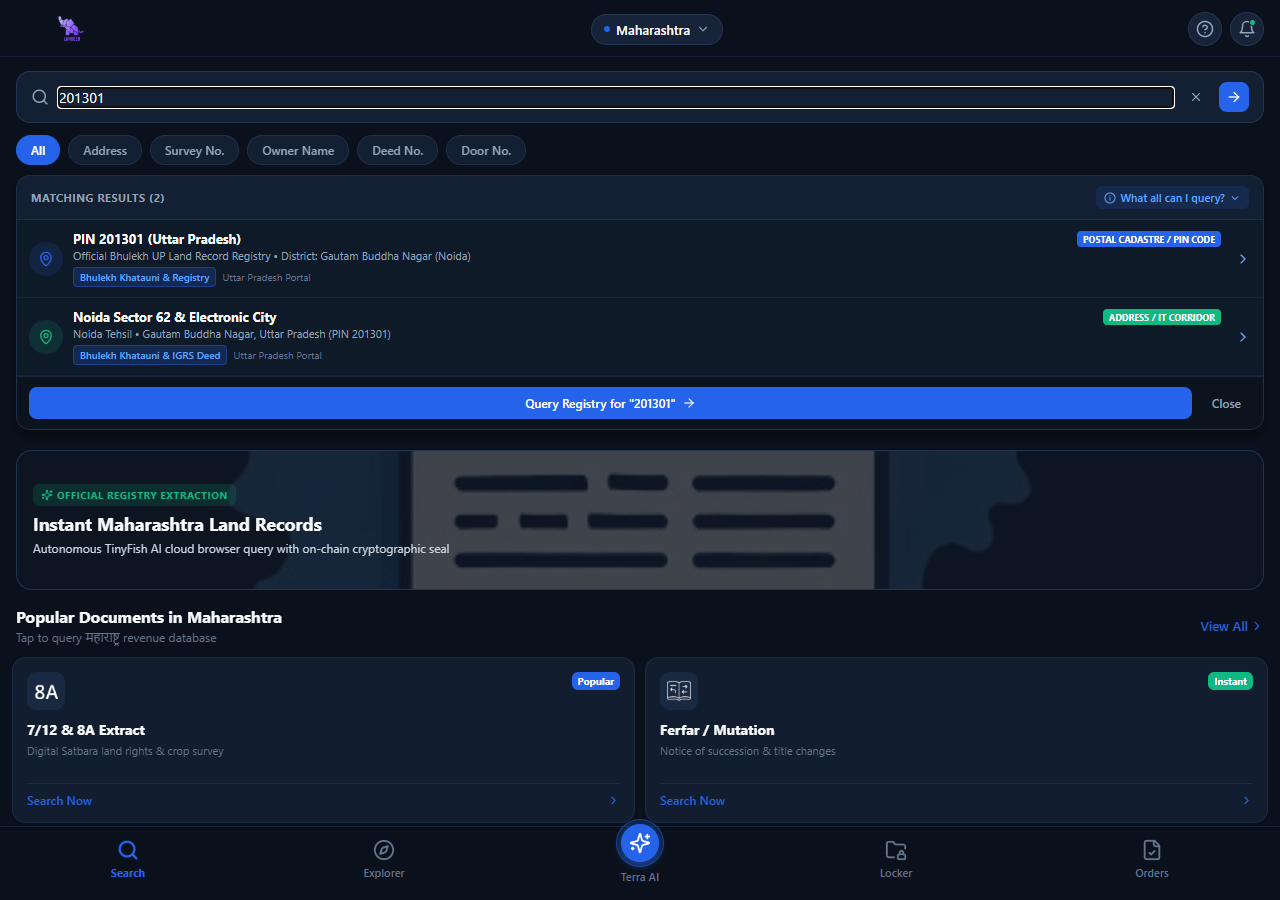 LANDBEIN
Maharashtra
201301
All
Address
Survey No.
Owner Name
Deed No.
Door No.
MATCHING RESULTS (2)
What all can I query?
PIN 201301 (Uttar Pradesh)
POSTAL CADASTRE / PIN CODE
Official Bhulekh UP Land Record Registry • District: Gautam Buddha Nagar (Noida)
Bhulekh Khatauni & Registry
Uttar Pradesh Portal
Noida Sector 62 & Electronic City
ADDRESS / IT CORRIDOR
Noida Tehsil • Gautam Buddha Nagar, Uttar Pradesh (PIN 201301)
Bhulekh Khatauni & IGRS Deed
Uttar Pradesh Portal
Query Registry for "201301" →
Close
OFFICIAL REGISTRY EXTRACTION
Instant Maharashtra Land Records
Autonomous TinyFish AI cloud browser query with on-chain cryptographic seal
Popular Documents in Maharashtra
Tap to query महाराष्ट्र revenue database
View All
8A
Popular
7/12 & 8A Extract
Digital Satbara land rights & crop survey
Search Now
Instant
Ferfar / Mutation
Notice of succession & title changes
Search Now
Search
Explorer
Terra AI
Locker
Orders